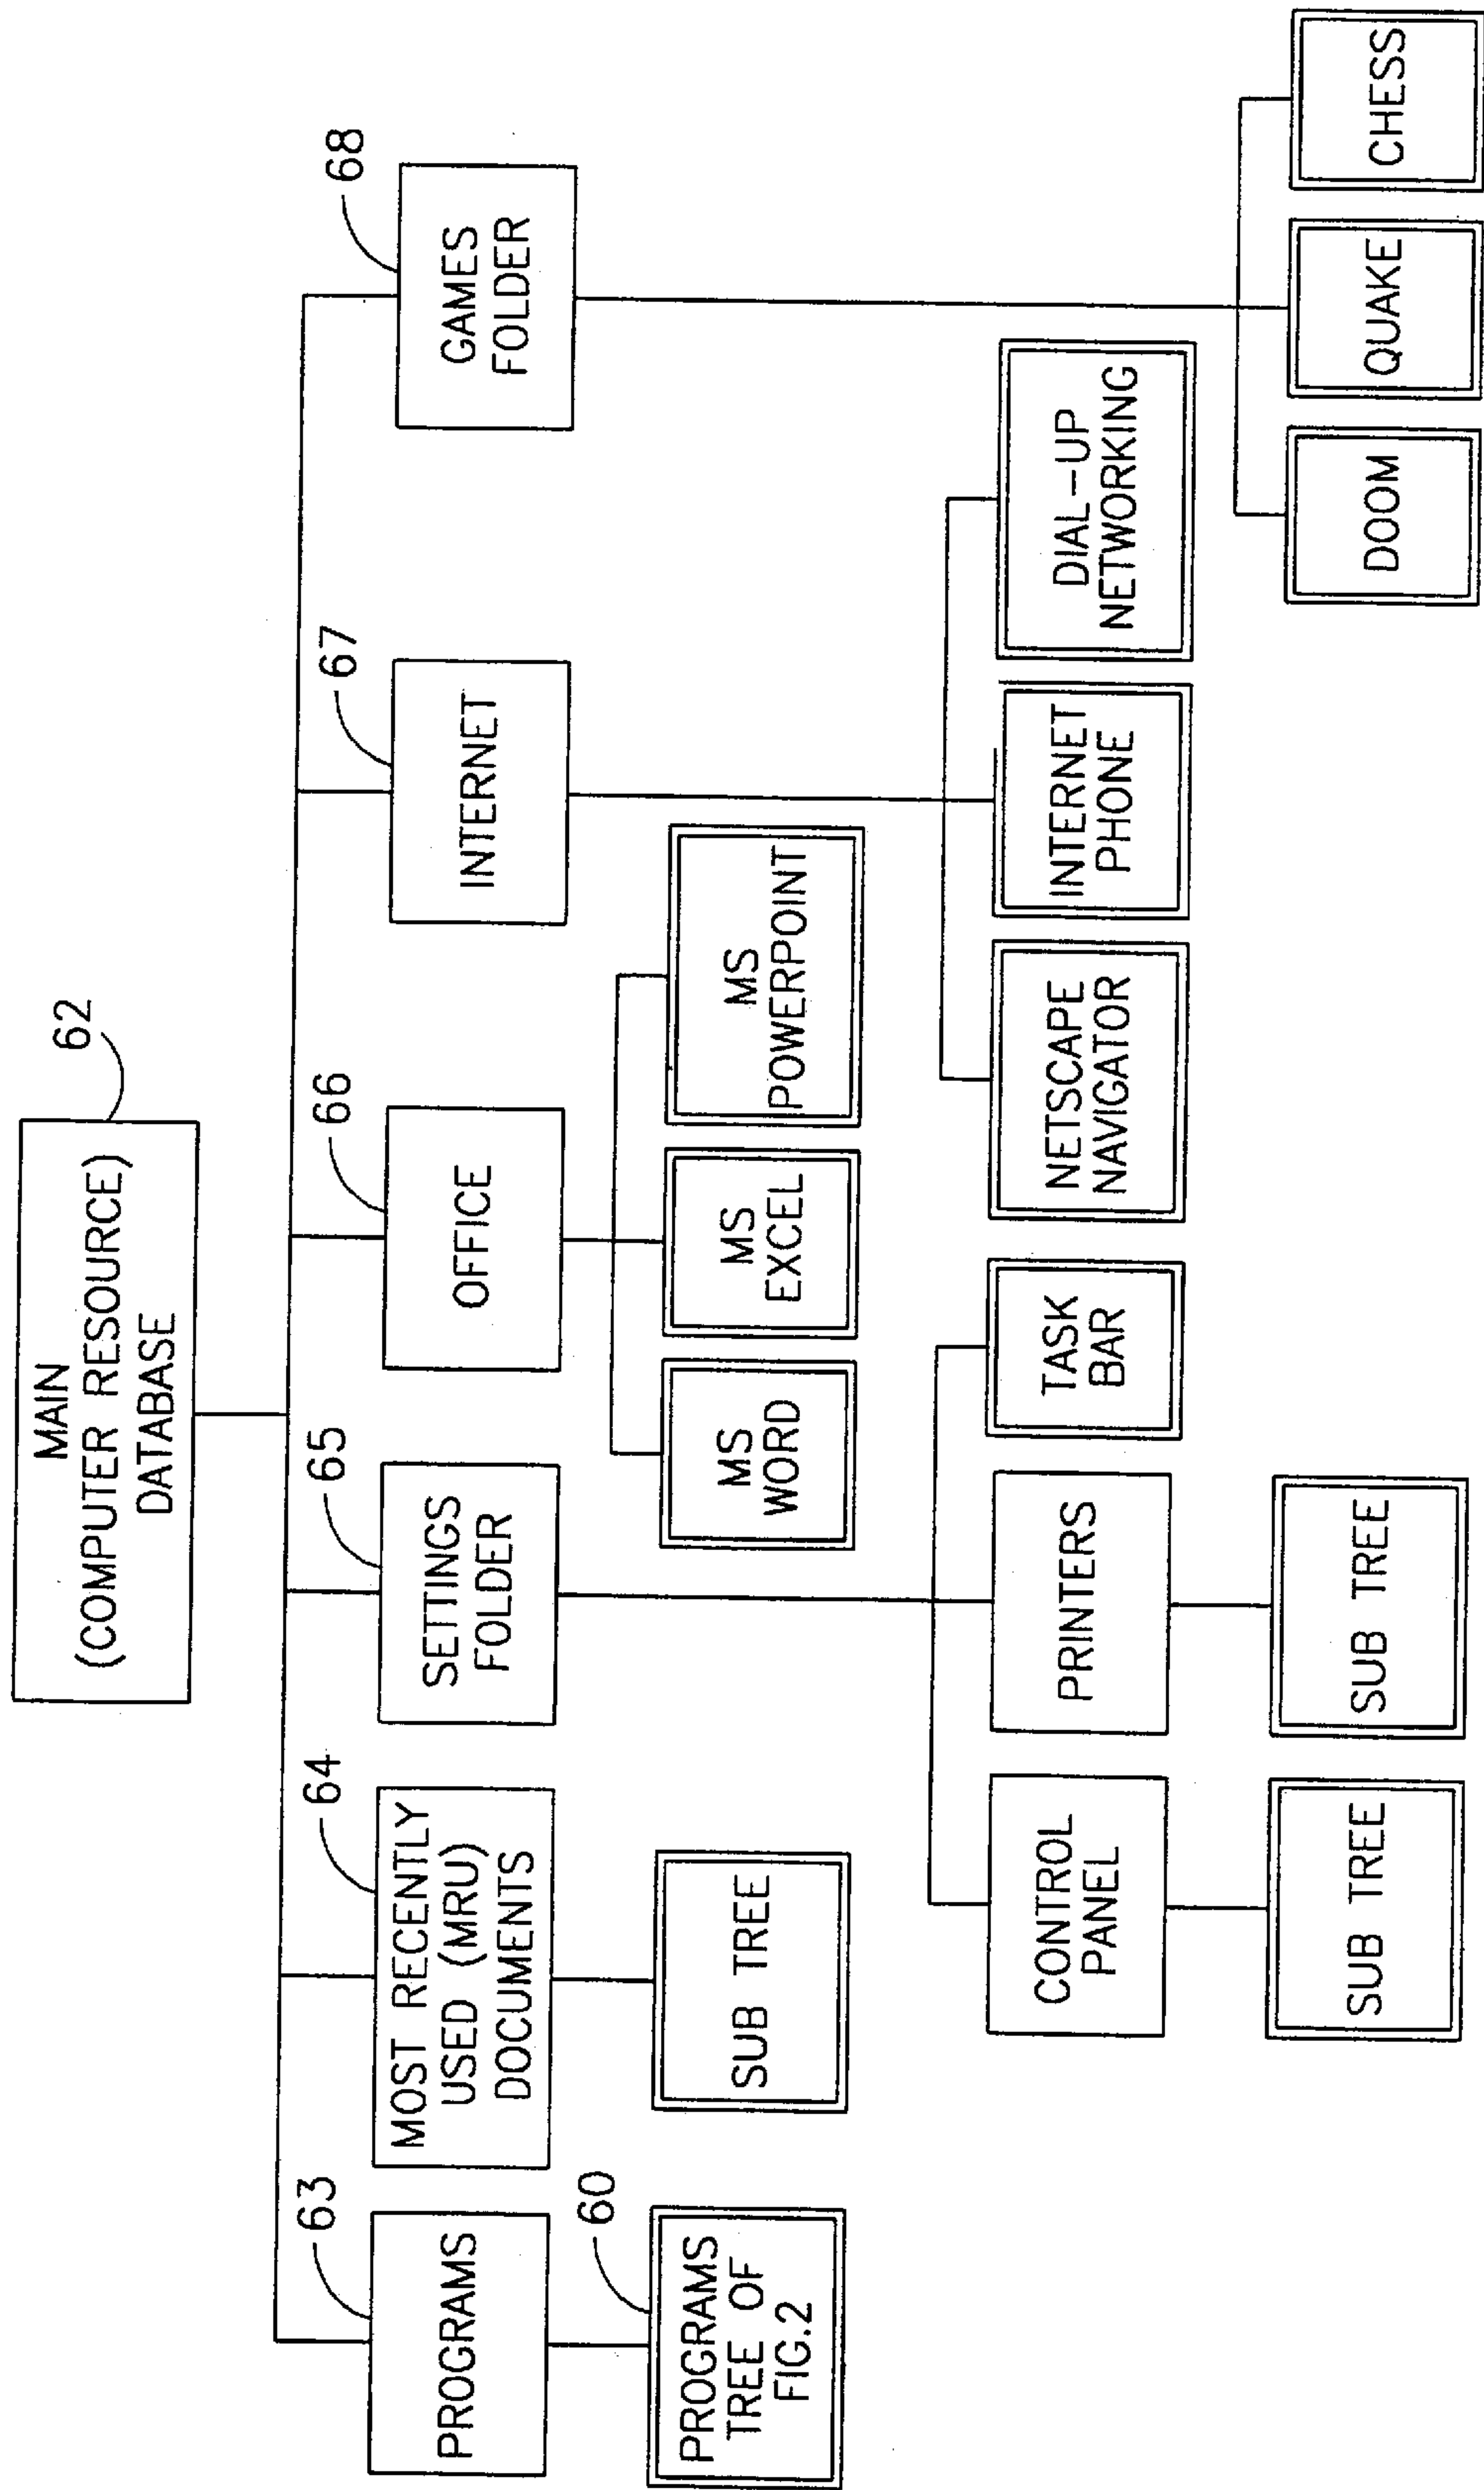 MAIN
(COMPUTER RESOURCE)
DATABASE
62
63
PROGRAMS
64
MOST RECENTLY
USED (MRU)
DOCUMENTS
65
SETTINGS
FOLDER
66
OFFICE
67
INTERNET
68
GAMES
FOLDER
60
PROGRAMS
TREE OF
FIG.2
SUB TREE
MS
WORD
MS
EXCEL
MS
POWERPOINT
CONTROL
PANEL
PRINTERS
TASK
BAR
NETSCAPE
NAVIGATOR
INTERNET
PHONE
DIAL--UP
NETWORKING
SUB TREE
SUB TREE
DOOM
QUAKE
CHESS